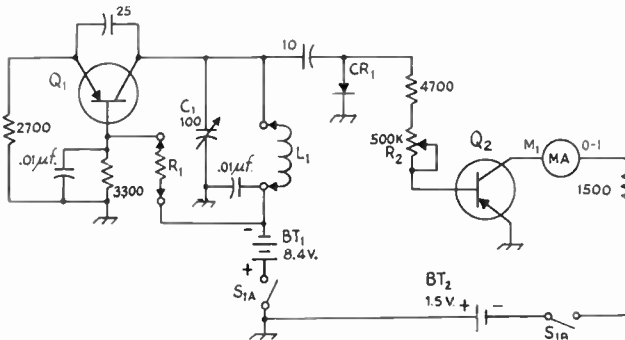 25
10
Q1
CR1
2700
C1
100
4700
500K
R2
Q2
M1
MA
0-1
.01µf.
R1
.01µf.
L1
1500
3300
-
BT1
8.4V.
+
S1A
BT2
1.5V.
+
-
S1B